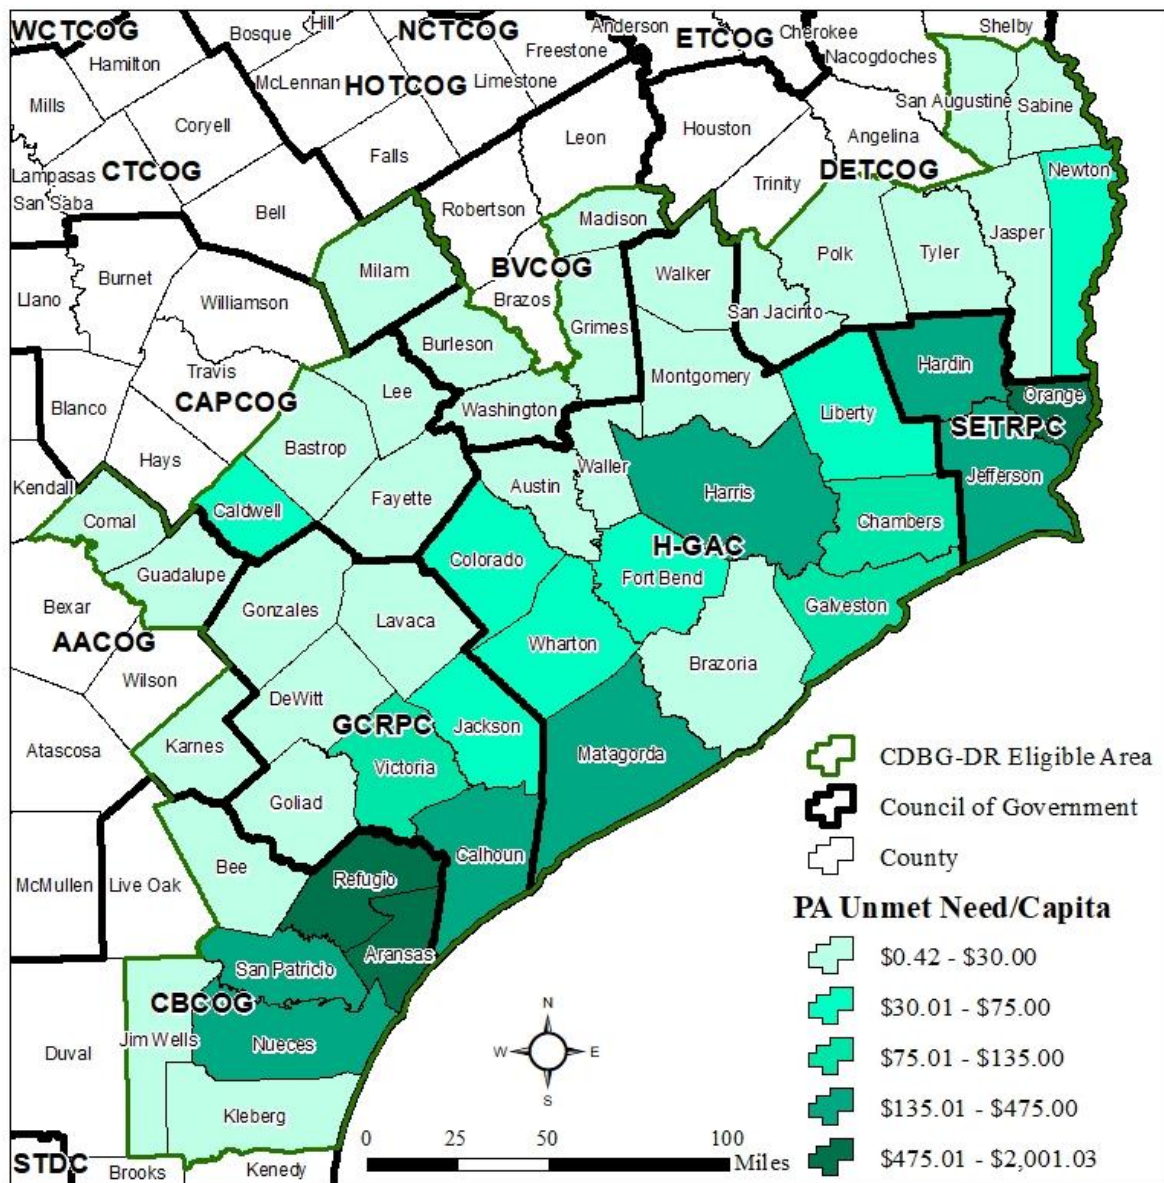 WCTCOG
Bosque
Hill
NCTCOG
Anderson
ETCOG
Cherokee
Shelby
Hamilton
Freestone
Nacogdoches
McLennan
HOTCOG
Limestone
Mills
San Augustine
Sabine
Coryell
Leon
Houston
Angelina
Falls
Lampasas
CTCOG
DETCOG
Newton
San Saba
Bell
Robertson
Madison
Trinity
Jasper
Milam
Polk
Tyler
Burnet
BVCOG
Walker
Llano
Williamson
Brazos
San Jacinto
Grimes
Burleson
Travis
Montgomery
Hardin
Lee
CAPCOG
Blanco
Washington
Liberty
Orange
SETRPC
Bastrop
Hays
Waller
Jefferson
Kendall
Austin
Harris
Fayette
Caldwell
Comal
Chambers
H-GAC
Colorado
Guadalupe
Fort Bend
Bexar
Gonzales
Galveston
Lavaca
AACOG
Wharton
Brazoria
Wilson
DeWitt
GCRPC
Jackson
Karnes
Atascosa
Matagorda
Victoria
Goliad
Calhoun
Bee
McMullen
Live Oak
Refugio
Aransas
San Patricio
CBCOG
Jim Wells
Nueces
Duval
Kleberg
STDC
Brooks
Kenedy
CDBG-DR Eligible Area
Council of Government
County
PA Unmet Need/Capita
$0.42 - $30.00
$30.01 - $75.00
$75.01 - $135.00
$135.01 - $475.00
$475.01 - $2,001.03
N
W
E
S
0 25 50 100
Miles